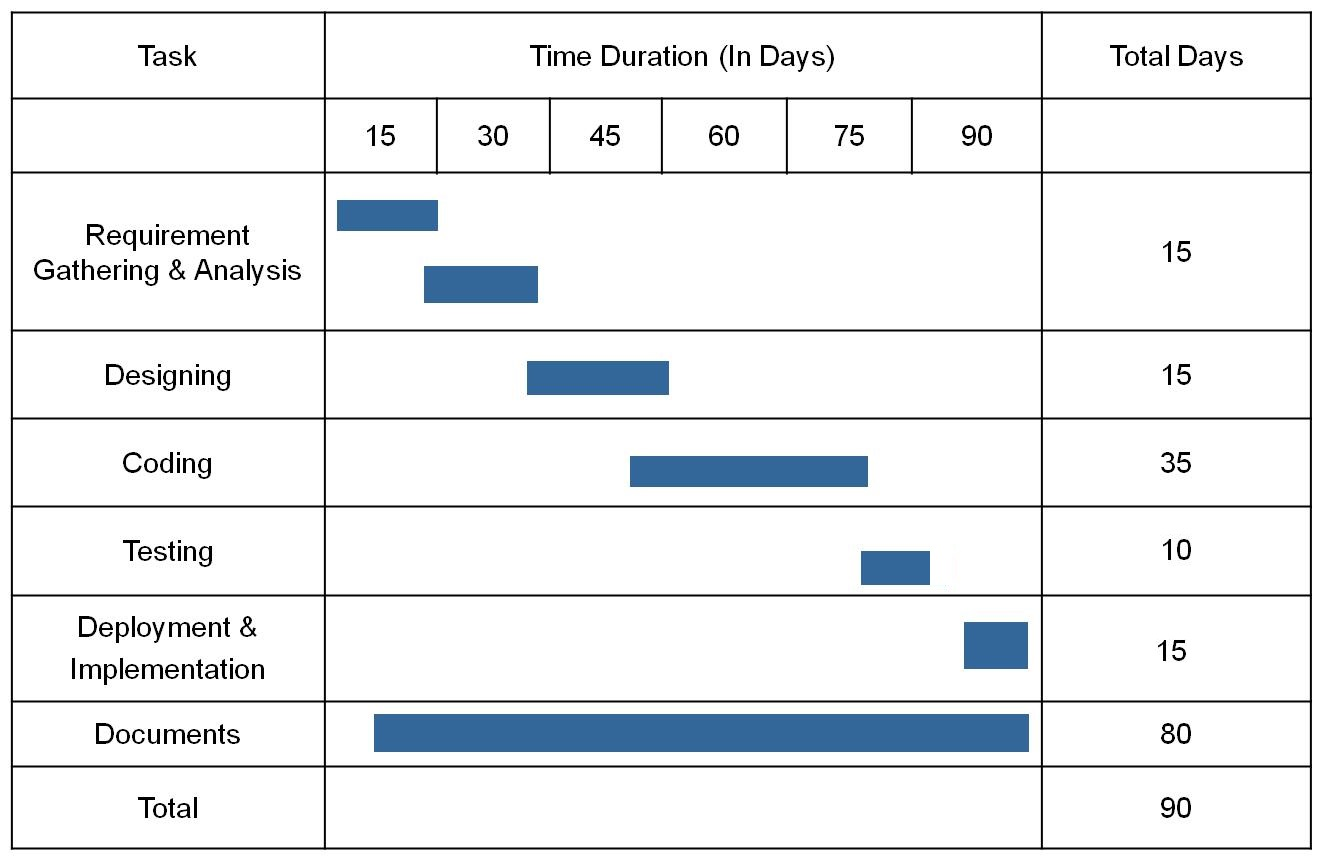 Task Time Duration (In Days) Total Days
15 30 45 60 75 90
Requirement
Gathering & Analysis
15
Designing 15
Coding 35
Testing 10
Deployment &
Implementation
15
Documents 80
Total 90